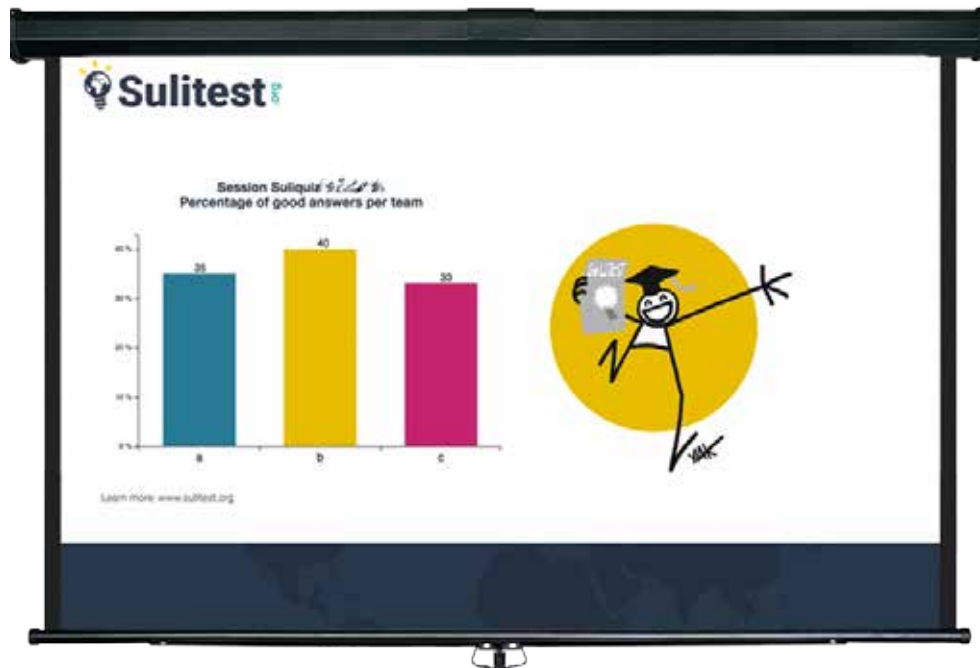 Sulitest.org
Session Suliquiz
Percentage of good answers per team
40 %
30 %
20 %
10 %
0 %
35
40
33
a
b
c
Learn more: www.sulitest.org